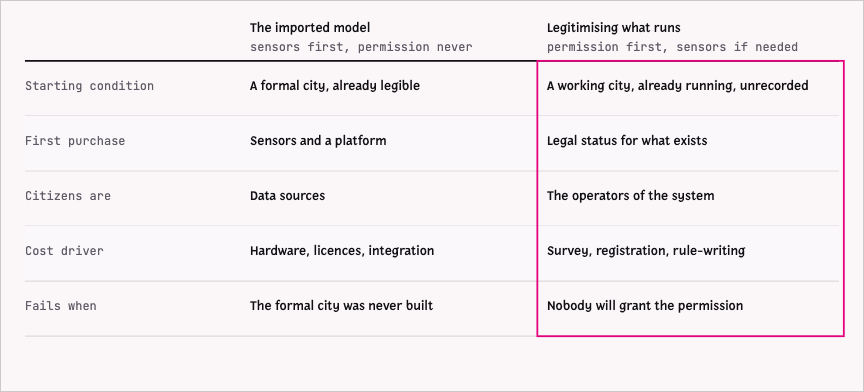 The imported model
Legitimising what runs
sensors first, permission never
permission first, sensors if needed
Starting condition
A formal city, already legible
A working city, already running, unrecorded
First purchase
Sensors and a platform
Legal status for what exists
Citizens are
Data sources
The operators of the system
Cost driver
Hardware, licences, integration
Survey, registration, rule-writing
Fails when
The formal city was never built
Nobody will grant the permission